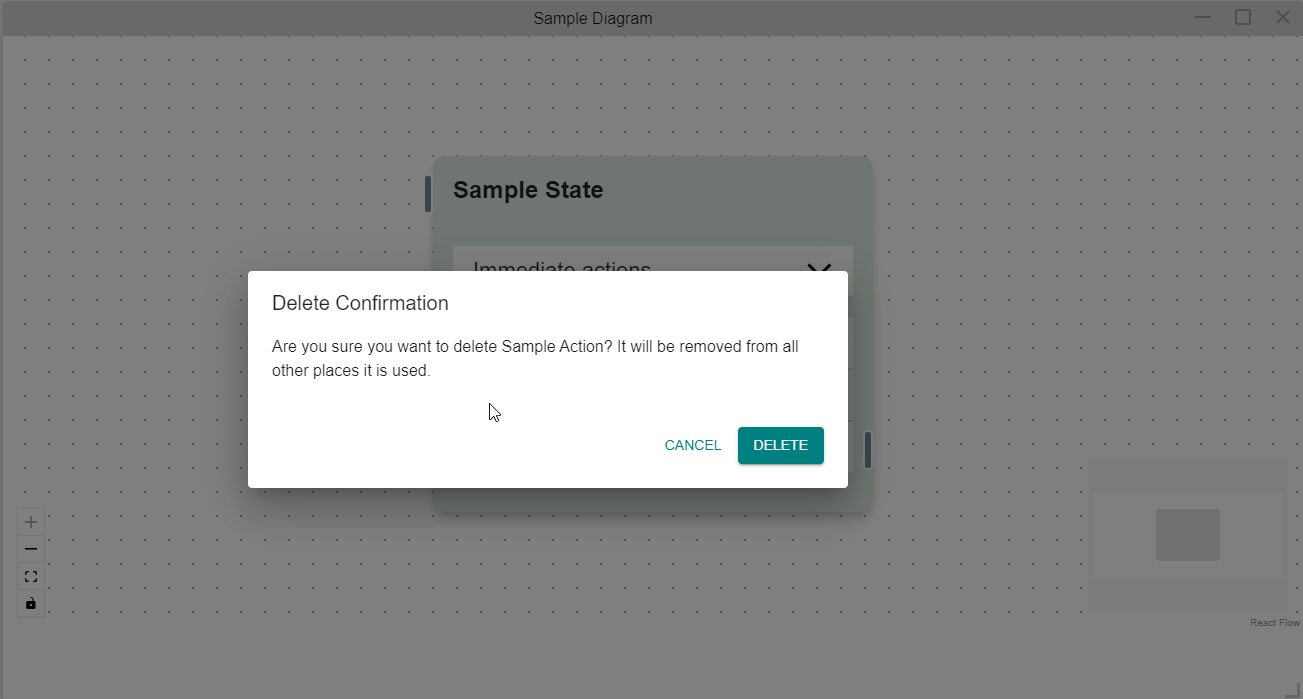 Sample Diagram
Sample State
Immediate actions
Delete Confirmation
Are you sure you want to delete Sample Action? It will be removed from all
other places it is used.
CANCEL
DELETE
React Flow